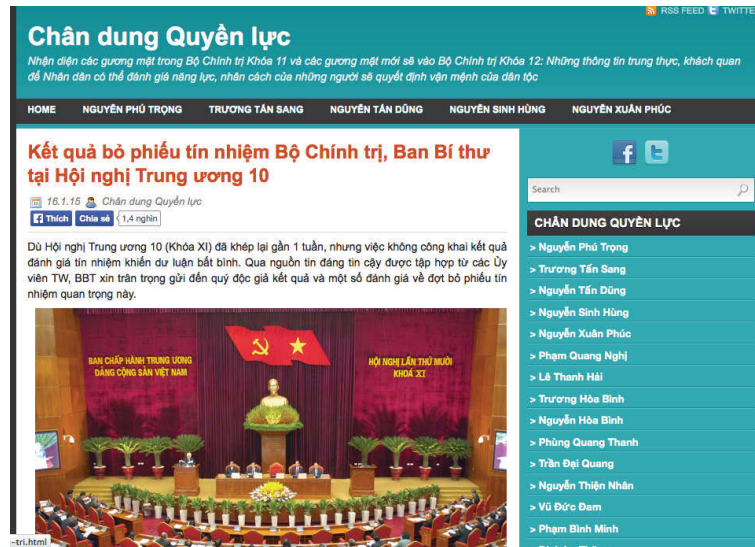 RSS FEED TWITTE
Chân dung Quyền lực
Nhận diện các gương mặt trong Bộ Chính trị Khóa 11 và các gương mặt mới sẽ vào Bộ Chính trị Khóa 12: Những thông tin trung thực, khách quan
để Nhân dân có thể đánh giá năng lực, nhân cách của những người sẽ quyết định vận mệnh của dân tộc
HOME NGUYỄN PHÚ TRỌNG TRƯƠNG TẤN SANG NGUYỄN TẤN DŨNG NGUYỄN SINH HÙNG NGUYỄN XUÂN PHÚC
Kết quả bỏ phiếu tín nhiệm Bộ Chính trị, Ban Bí thư
tại Hội nghị Trung ương 10
16.1.15 Chân dung Quyền lực
Thích Chia sẻ 1,4 nghìn
Dù Hội nghị Trung ương 10 (Khóa XI) đã khép lại gần 1 tuần, nhưng việc không công khai kết quả
đánh giá tín nhiệm khiến dư luận bất bình. Qua nguồn tin đáng tin cậy được tập hợp từ các Ủy
viên TW, BBT xin trân trọng gửi đến quý độc giả kết quả và một số đánh giá về đợt bỏ phiếu tín
nhiệm quan trọng này.
BAN CHẤP HÀNH TRUNG ƯƠNG
ĐẢNG CỘNG SẢN VIỆT NAM
HỘI NGHỊ LẦN THỨ MƯỜI
KHOÁ XI
-tri.html
Search
CHÂN DUNG QUYỀN LỰC
> Nguyễn Phú Trọng
> Trương Tấn Sang
> Nguyễn Tấn Dũng
> Nguyễn Sinh Hùng
> Nguyễn Xuân Phúc
> Phạm Quang Nghị
> Lê Thanh Hải
> Trương Hòa Bình
> Nguyễn Hòa Bình
> Phùng Quang Thanh
> Trần Đại Quang
> Nguyễn Thiện Nhân
> Vũ Đức Đam
> Phạm Bình Minh